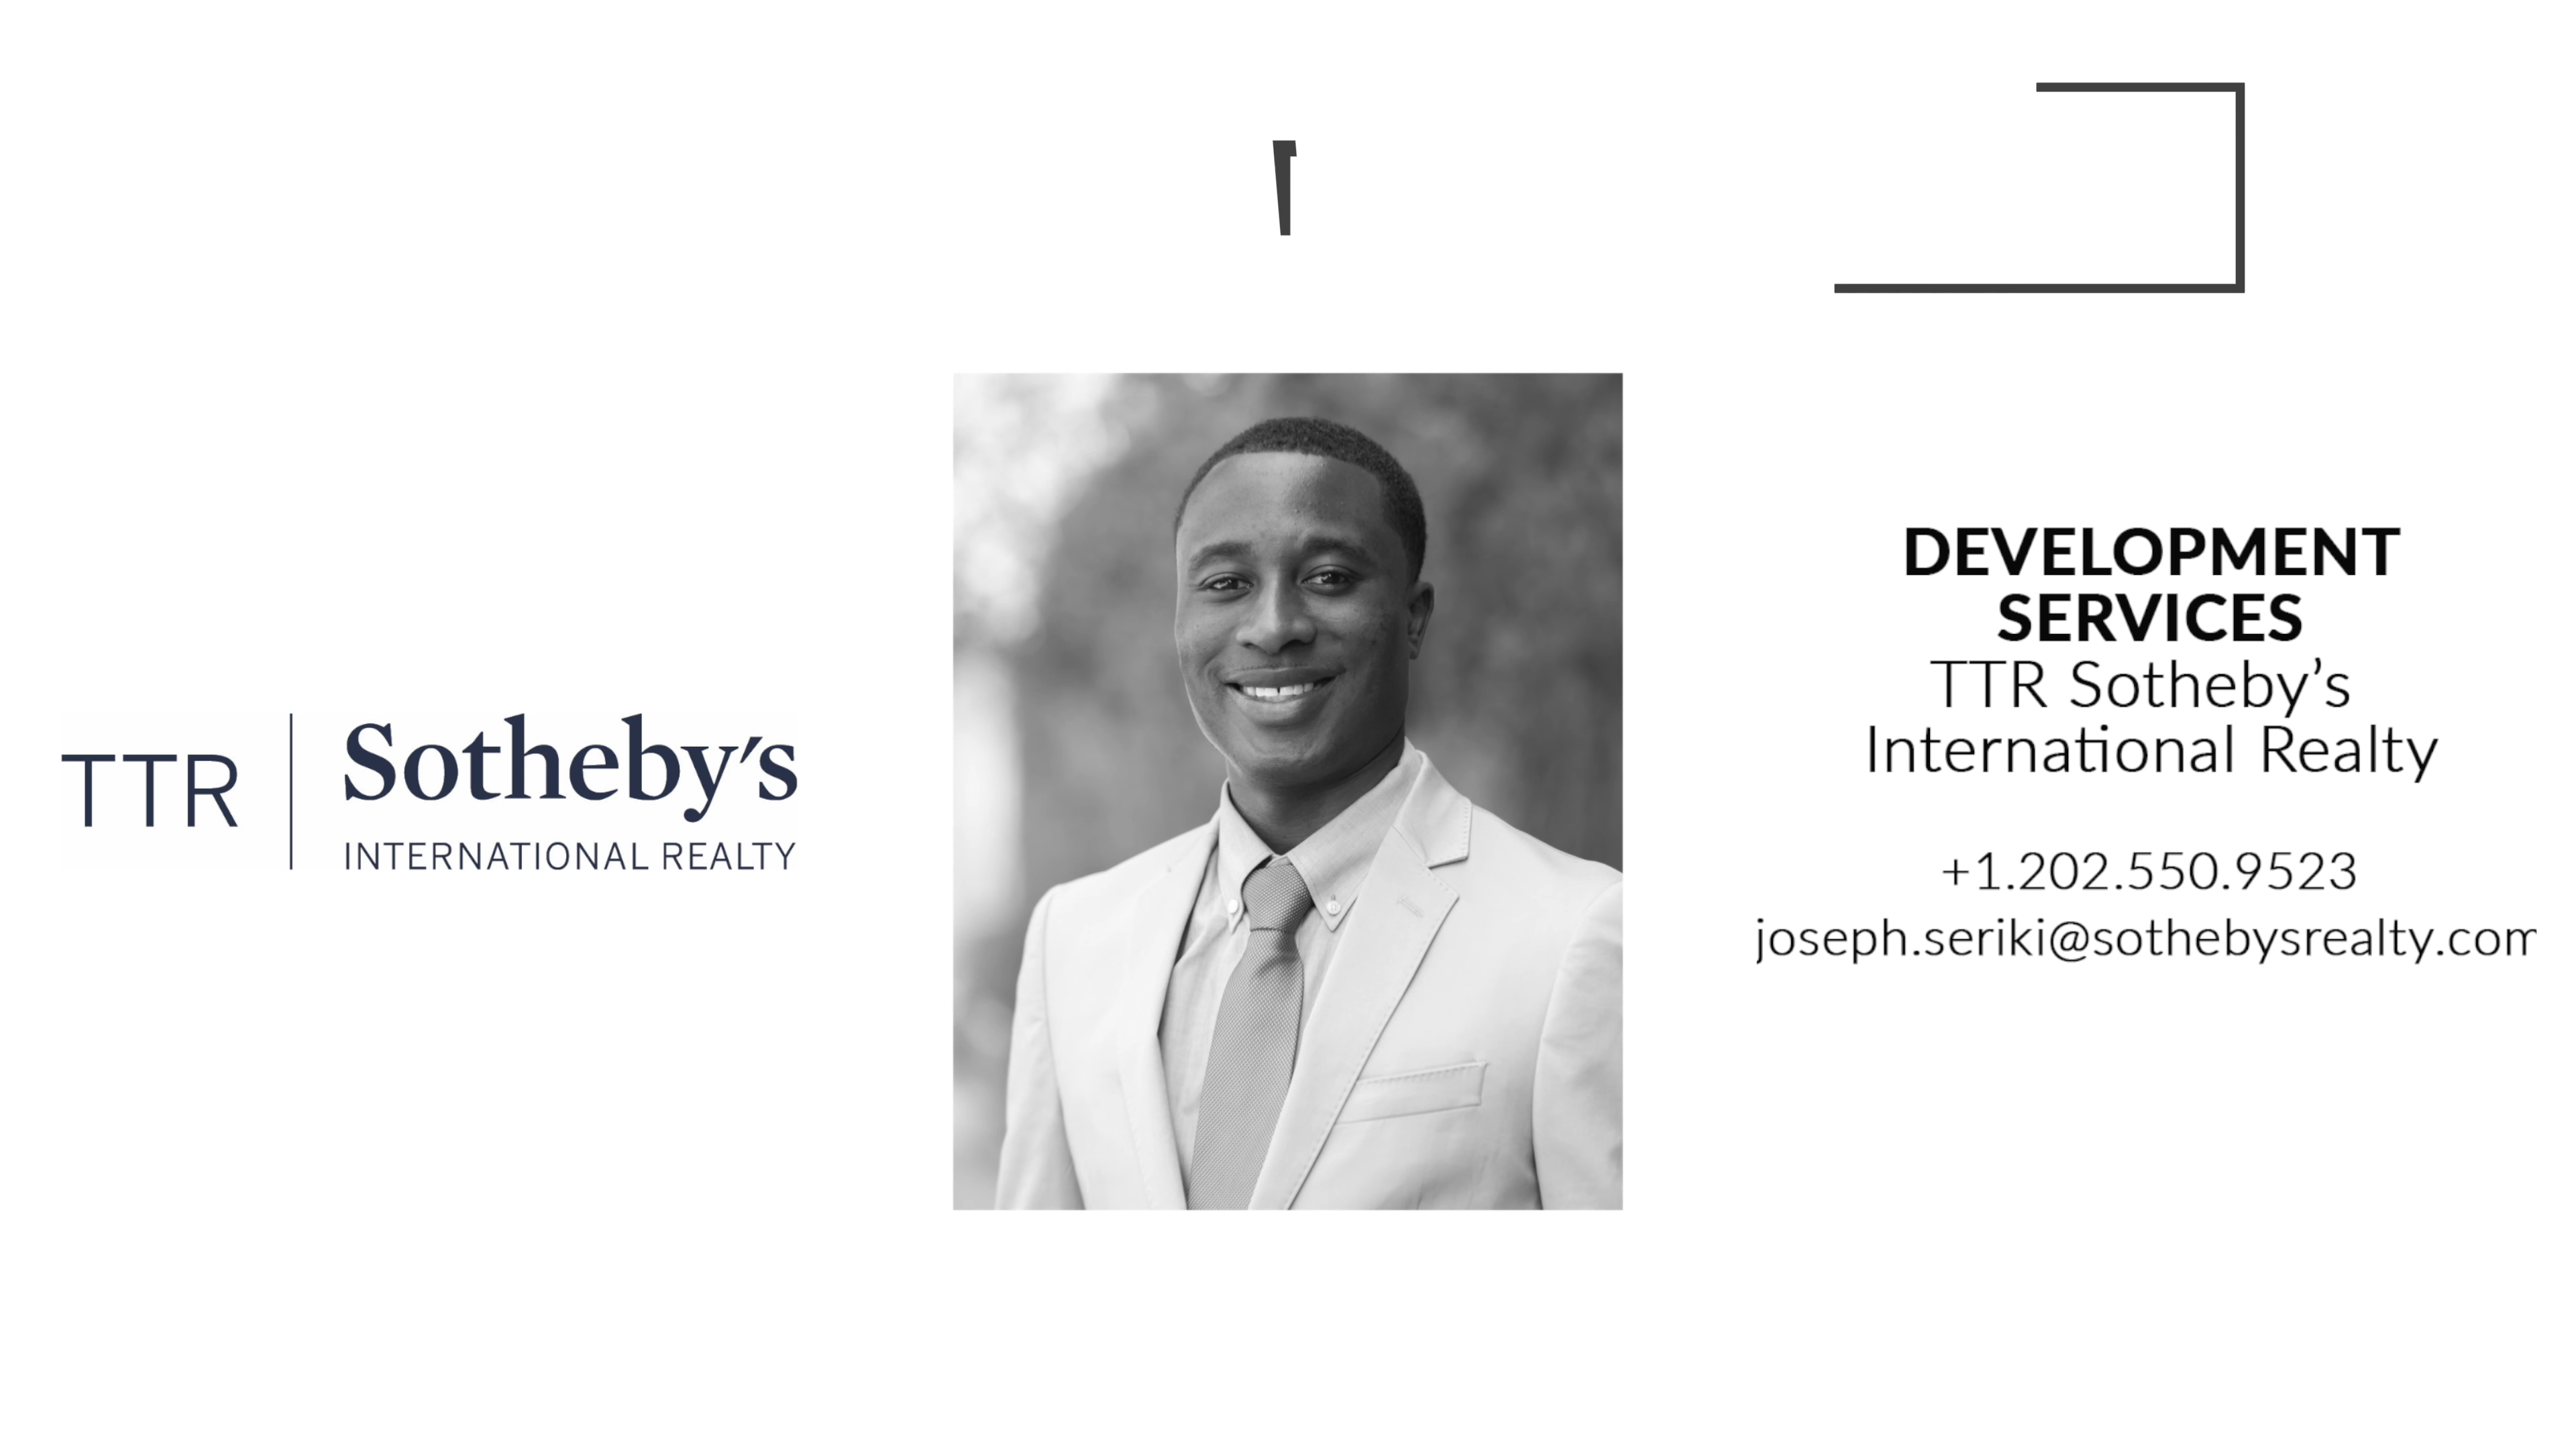 TTR
Sotheby's
INTERNATIONAL REALTY
DEVELOPMENT
SERVICES
TTR Sotheby’s
International Realty
+1.202.550.9523
joseph.seriki@sothebysrealty.com